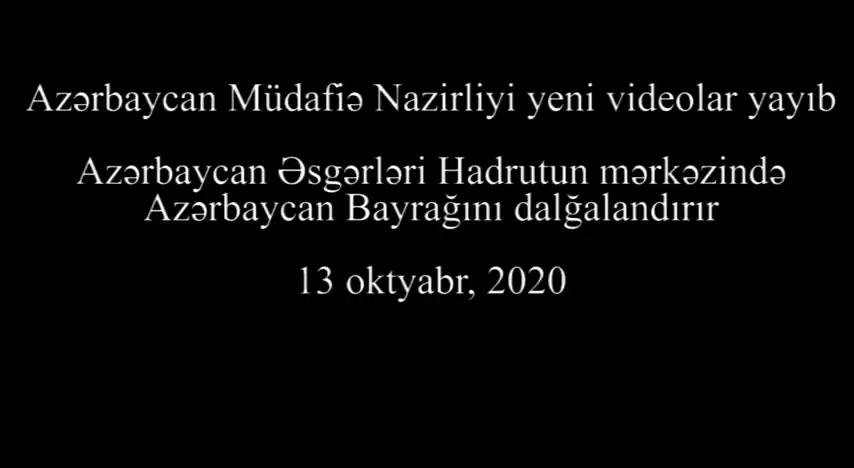 Azərbaycan Müdafiə Nazirliyi yeni videolar yayıb
Azərbaycan Əsgərləri Hadrutun mərkəzində
Azərbaycan Bayrağını dalğalandırır
13 oktyabr, 2020